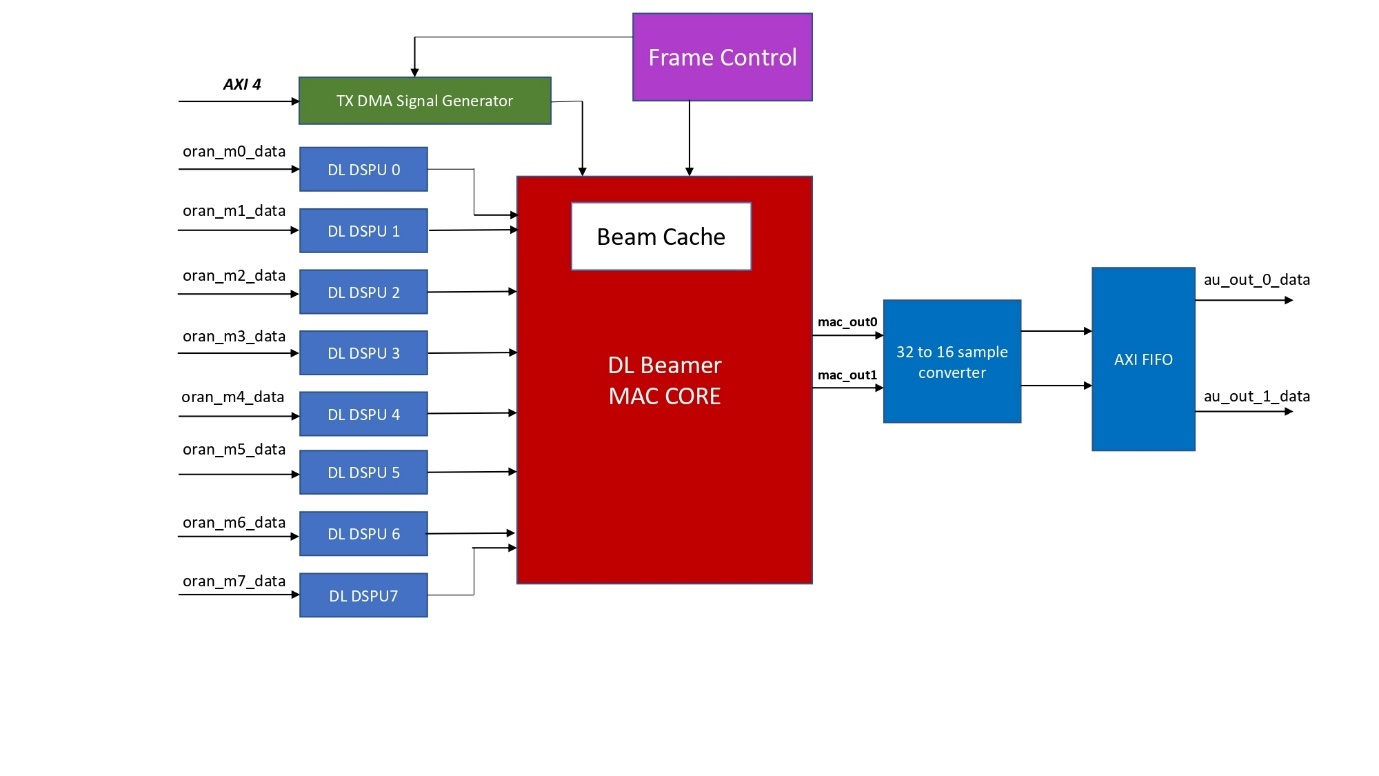 Frame Control
AXI 4
TX DMA Signal Generator
oran_m0_data
DL DSPU 0
oran_m1_data
DL DSPU 1
Beam Cache
oran_m2_data
DL DSPU 2
oran_m3_data
DL DSPU 3
oran_m4_data
DL DSPU 4
oran_m5_data
DL DSPU 5
oran_m6_data
DL DSPU 6
oran_m7_data
DL DSPU7
DL Beamer
MAC CORE
mac_out0
mac_out1
32 to 16 sample
converter
AXI FIFO
au_out_0_data
au_out_1_data